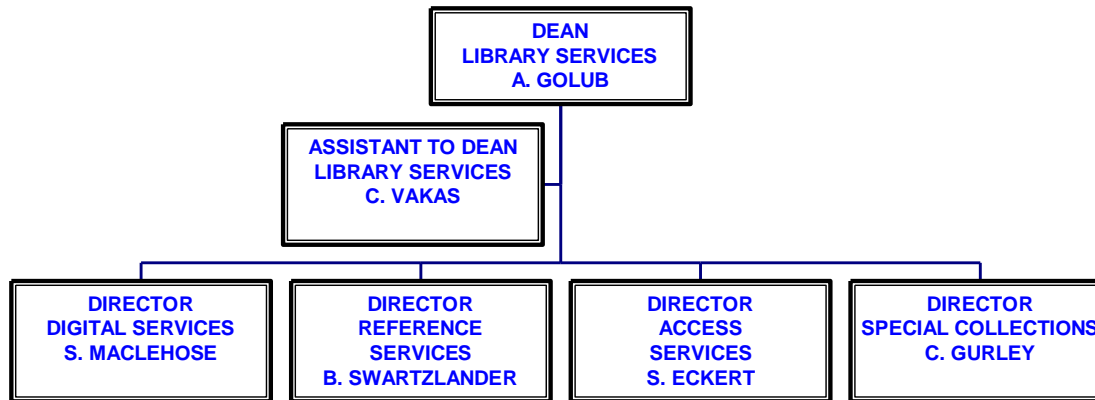 DEAN
LIBRARY SERVICES
A. GOLUB
ASSISTANT TO DEAN
LIBRARY SERVICES
C. VAKAS
DIRECTOR
DIGITAL SERVICES
S. MACLEHOSE
DIRECTOR
REFERENCE
SERVICES
B. SWARTZLANDER
DIRECTOR
ACCESS
SERVICES
S. ECKERT
DIRECTOR
SPECIAL COLLECTIONS
C. GURLEY